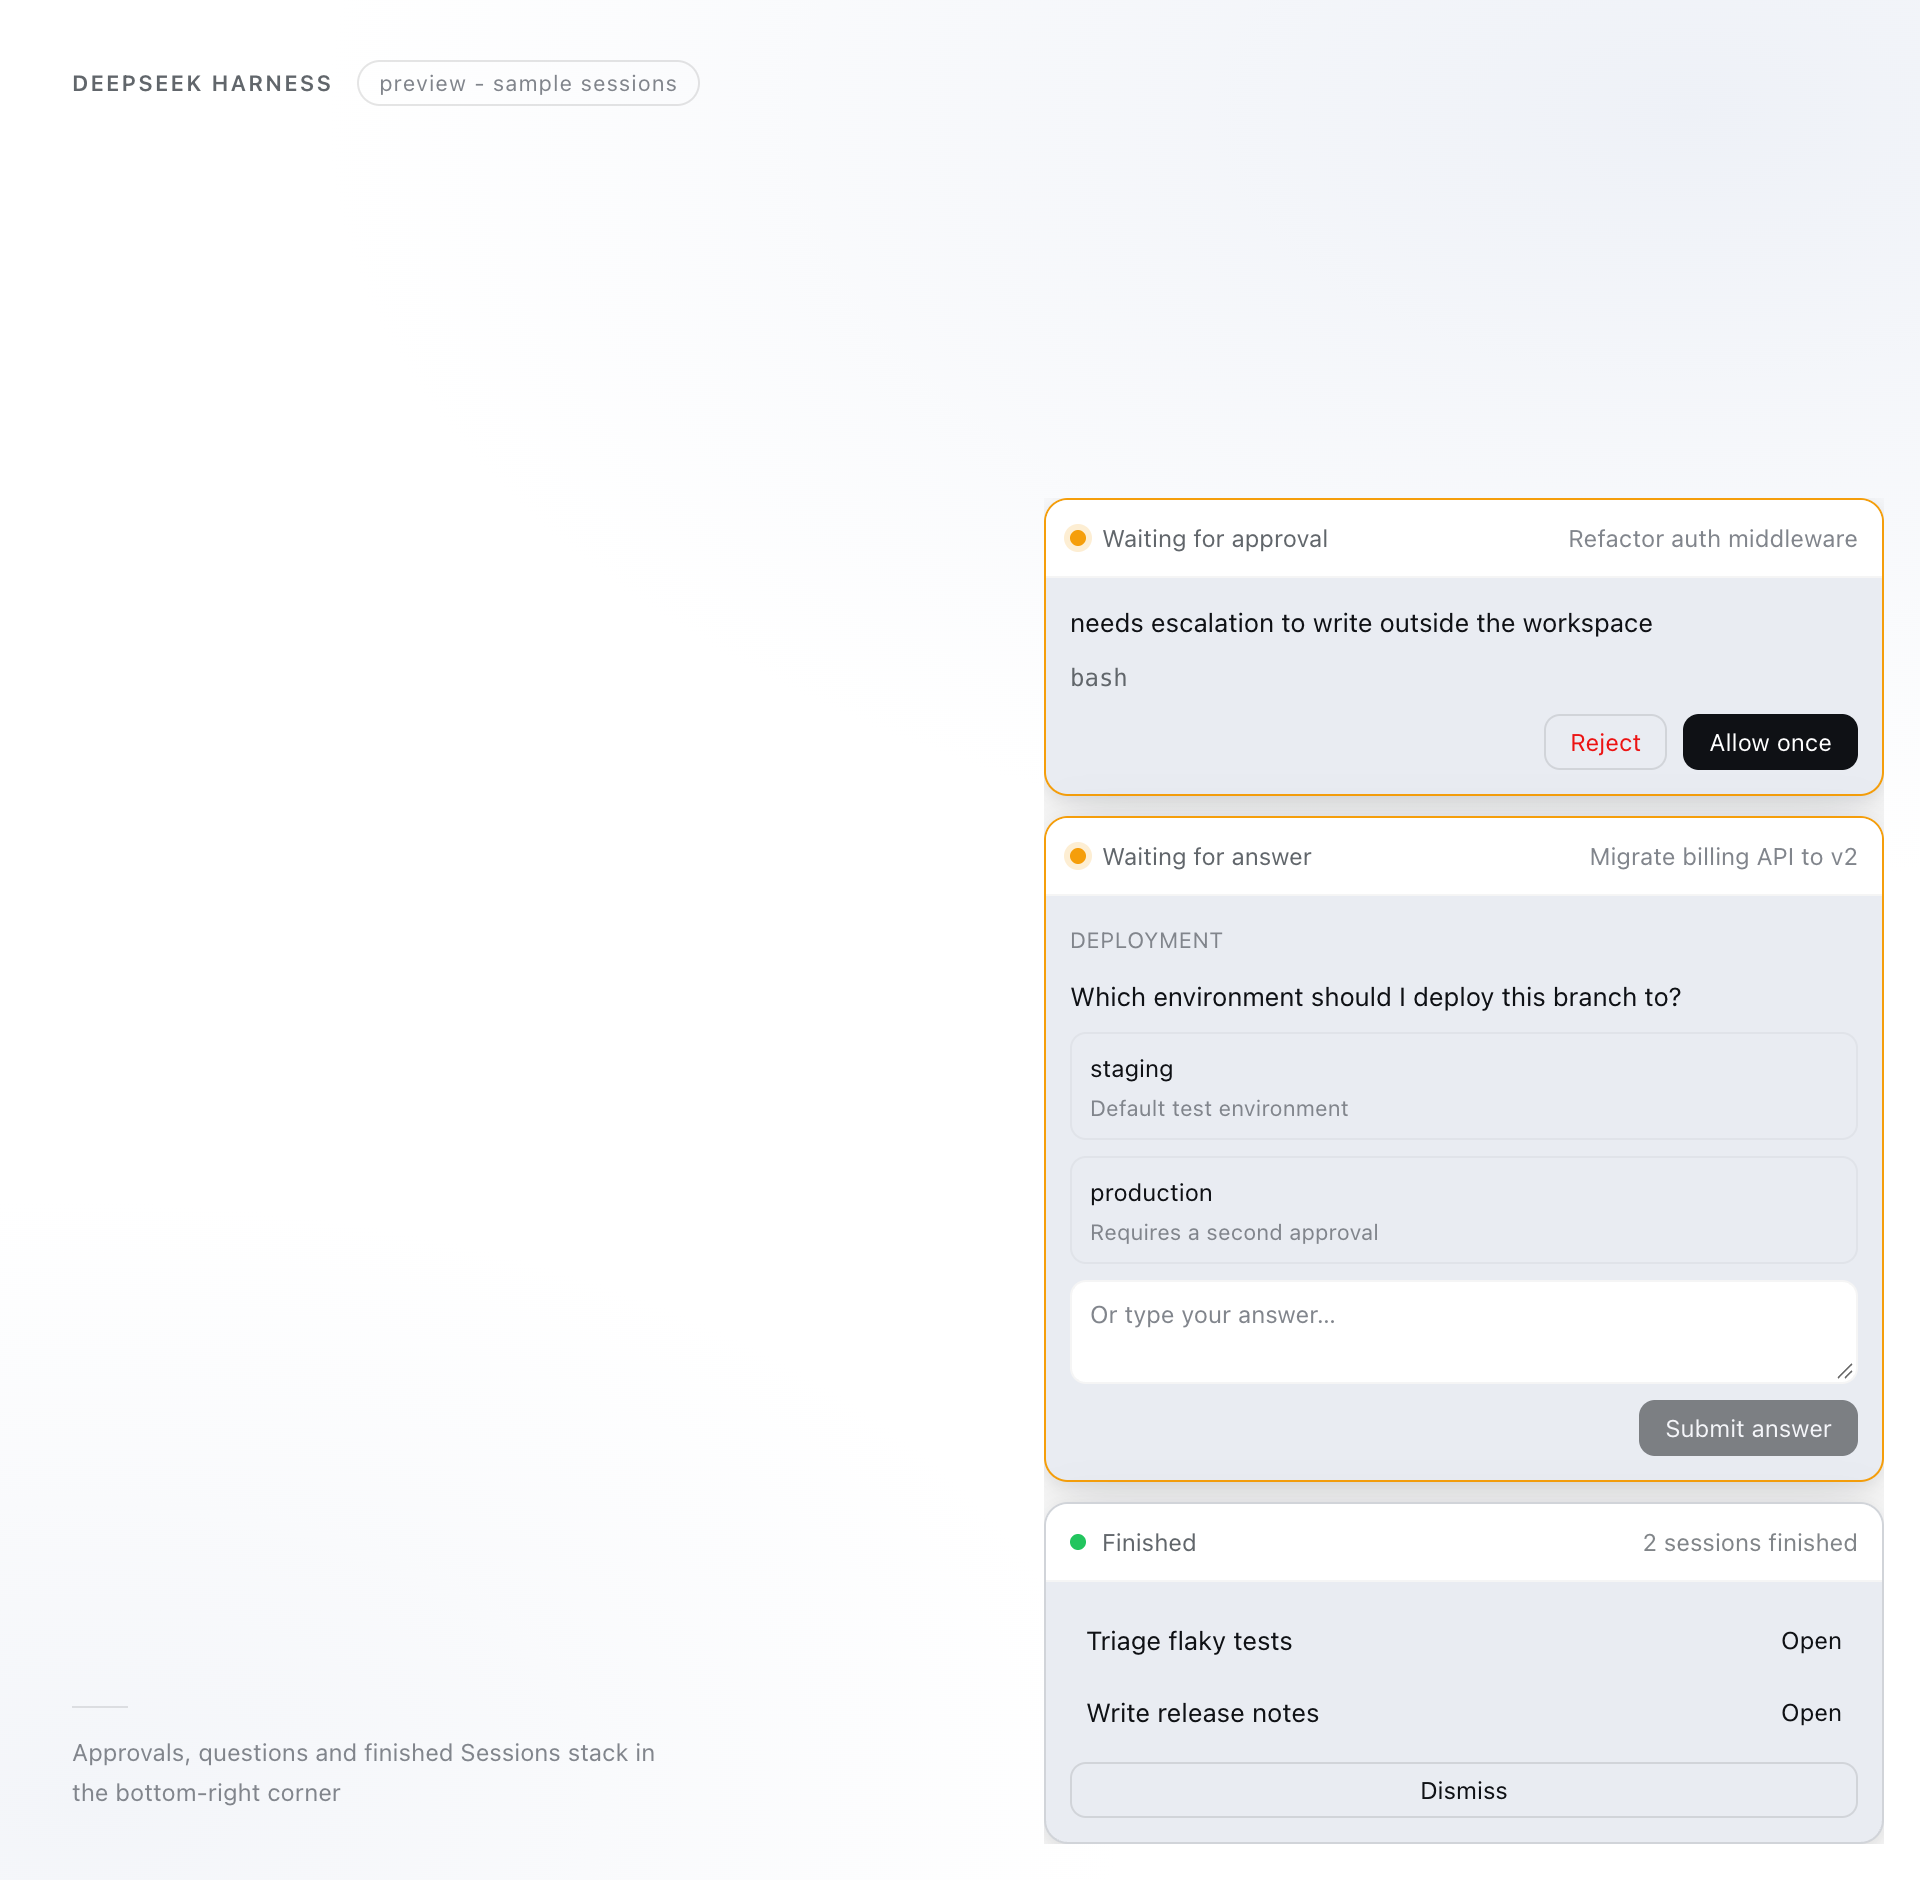 DEEPSEEK HARNESS
preview - sample sessions
Waiting for approval
Refactor auth middleware
needs escalation to write outside the workspace
bash
Reject
Allow once
Waiting for answer
Migrate billing API to v2
DEPLOYMENT
Which environment should I deploy this branch to?
staging
Default test environment
production
Requires a second approval
Or type your answer...
Submit answer
Finished
2 sessions finished
Triage flaky tests
Open
Write release notes
Open
Dismiss
Approvals, questions and finished Sessions stack in
the bottom-right corner